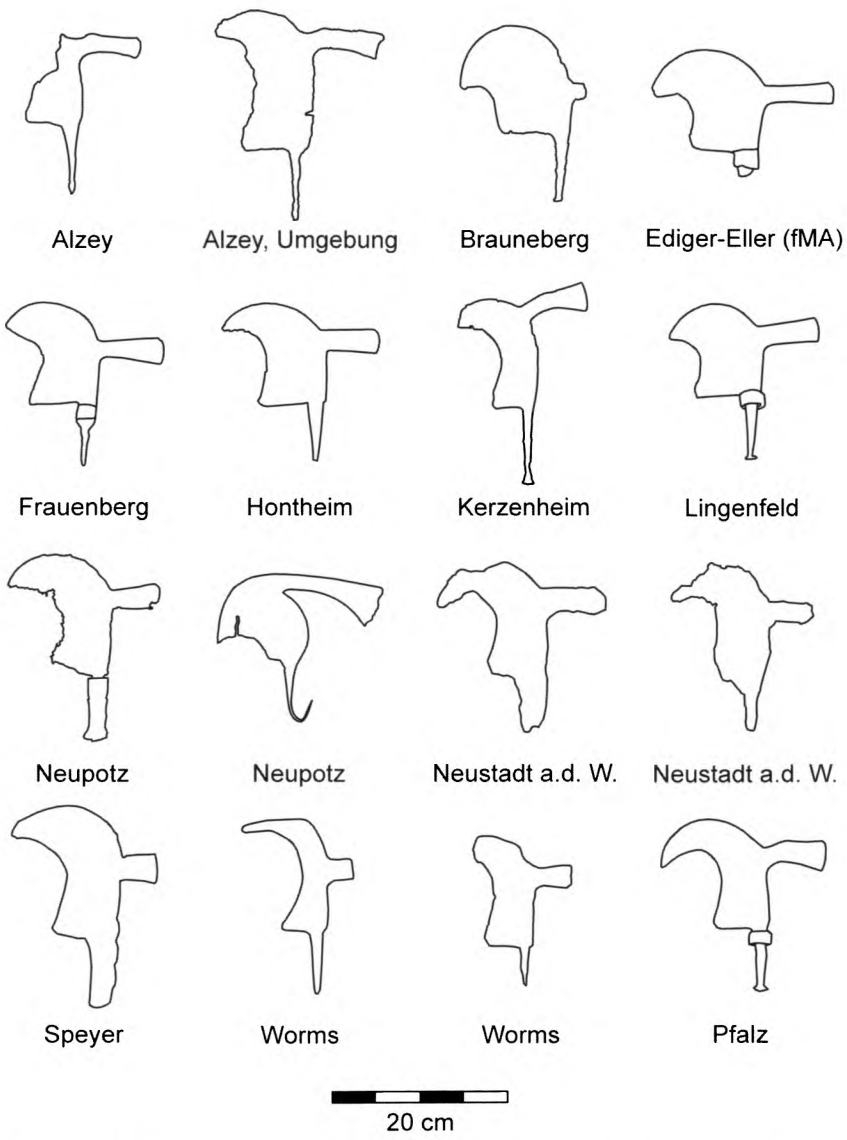 Alzey
Alzey, Umgebung
Brauneberg
Ediger-Eller (fMA)
Frauenberg
Hontheim
Kerzenheim
Lingenfeld
Neupotz
Neupotz
Neustadt a.d. W.
Neustadt a.d. W.
Speyer
Worms
Worms
Pfalz
20 cm